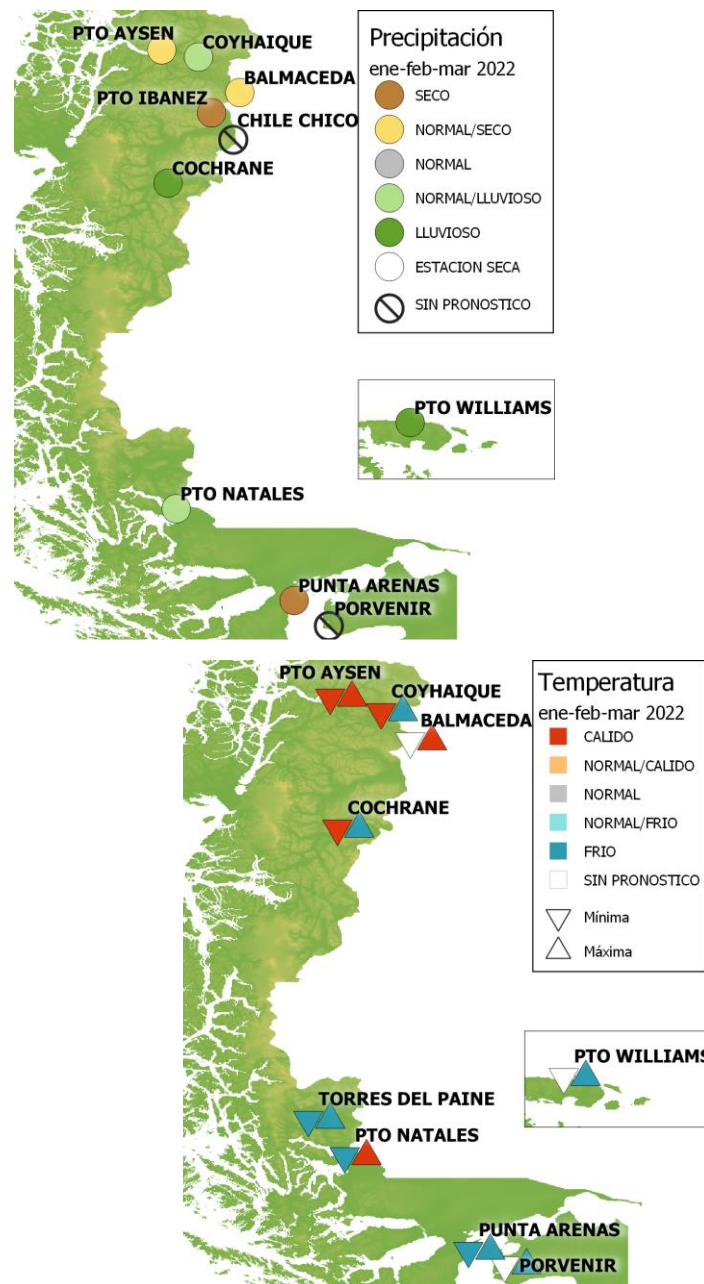 PTO AYSEN
COYHAIQUE
BALMACEDA
PTO IBANEZ
CHILE CHICO
COCHRANE
PTO NATALES
PUNTA ARENAS
PORVENIR
Precipitación
ene-feb-mar 2022
SECO
NORMAL/SECO
NORMAL
NORMAL/LLUVIOSO
LLUVIOSO
ESTACION SECA
SIN PRONOSTICO
PTO WILLIAMS
PTO AYSEN
COYHAIQUE
BALMACEDA
COCHRANE
TORRES DEL PAINE
PTO NATALES
PUNTA ARENAS
PORVENIR
Temperatura
ene-feb-mar 2022
CALIDO
NORMAL/CALIDO
NORMAL
NORMAL/FRIO
FRIO
SIN PRONOSTICO
Mínima
Máxima
PTO WILLIAMS